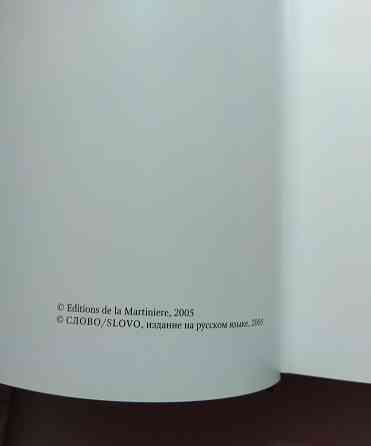 © Editions de la Martiniere, 2005
© СЛОВО/SLOVO, издание на русском языке, 2005